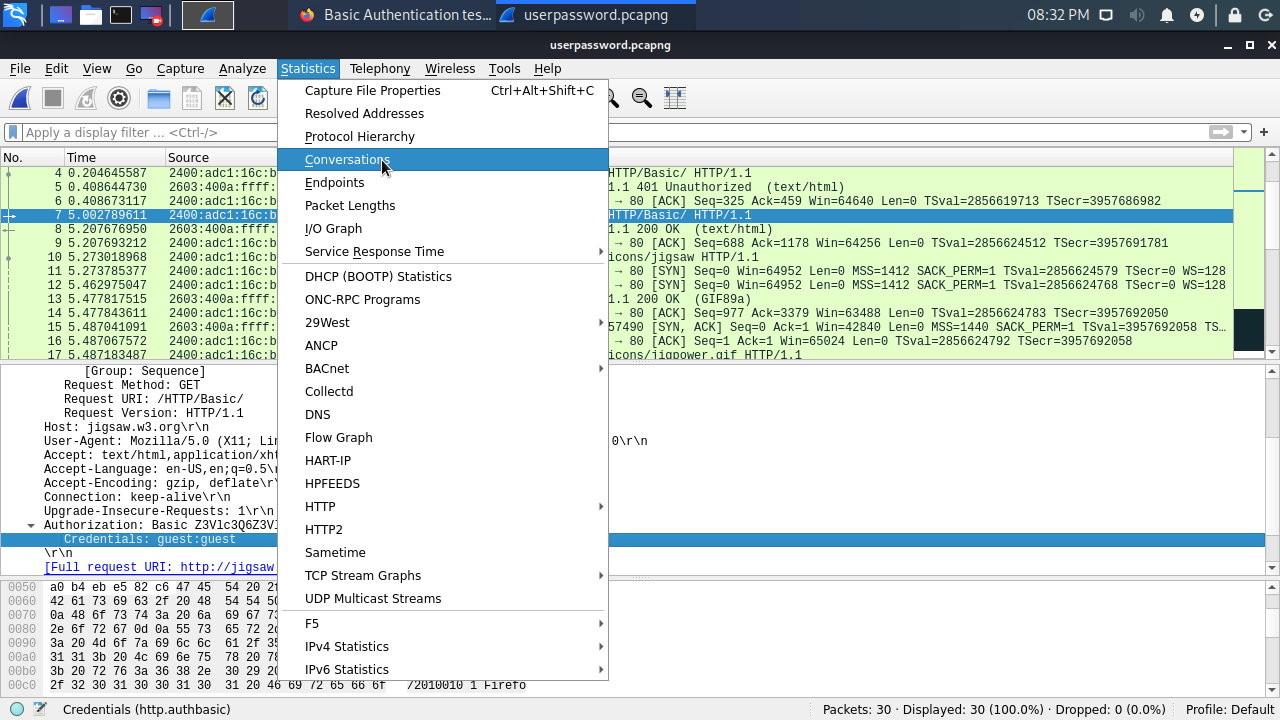 Basic Authentication tes...
userpassword.pcapng
08:32 PM
userpassword.pcapng
File Edit View Go Capture Analyze Statistics Telephony Wireless Tools Help
Capture File Properties Ctrl+Alt+Shift+C
Resolved Addresses
Protocol Hierarchy
Conversations
Endpoints
Packet Lengths
I/O Graph
Service Response Time
DHCP (BOOTP) Statistics
ONC-RPC Programs
29West
ANCP
BACnet
Collectd
DNS
Flow Graph
HART-IP
HPFEEDS
HTTP
HTTP2
Sametime
TCP Stream Graphs
UDP Multicast Streams
F5
IPv4 Statistics
IPv6 Statistics
Apply a display filter ... <Ctrl-/>
No. Time Source
4 0.204645587 2400:adc1:16c:b HTTP/Basic/ HTTP/1.1
5 0.408644730 2603:400a:ffff: 1.1 401 Unauthorized (text/html)
6 0.408673117 2400:adc1:16c:b → 80 [ACK] Seq=325 Ack=459 Win=64640 Len=0 TSval=2856619713 TSecr=3957686982
7 5.002789611 2400:adc1:16c:b HTTP/Basic/ HTTP/1.1
8 5.207676950 2603:400a:ffff: 1.1 200 OK (text/html)
9 5.207693212 2400:adc1:16c:b → 80 [ACK] Seq=688 Ack=1178 Win=64256 Len=0 TSval=2856624512 TSecr=3957691781
10 5.273018968 2400:adc1:16c:b icons/jigsaw HTTP/1.1
11 5.273785377 2400:adc1:16c:b → 80 [SYN] Seq=0 Win=64952 Len=0 MSS=1412 SACK_PERM=1 TSval=2856624579 TSecr=0 WS=128
12 5.462975047 2400:adc1:16c:b → 80 [SYN] Seq=0 Win=64952 Len=0 MSS=1412 SACK_PERM=1 TSval=2856624768 TSecr=0 WS=128
13 5.477817515 2603:400a:ffff: 1.1 200 OK (GIF89a)
14 5.477843611 2400:adc1:16c:b → 80 [ACK] Seq=977 Ack=3379 Win=63488 Len=0 TSval=2856624783 TSecr=3957692050
15 5.487041091 2603:400a:ffff: 57490 [SYN, ACK] Seq=0 Ack=1 Win=42840 Len=0 MSS=1440 SACK_PERM=1 TSval=3957692058 TS…
16 5.487067572 2400:adc1:16c:b → 80 [ACK] Seq=1 Ack=1 Win=65024 Len=0 TSval=2856624792 TSecr=3957692058
17 5.487183487 2400:adc1:16c:b icons/jigpower.gif HTTP/1.1
[Group: Sequence]
Request Method: GET
Request URI: /HTTP/Basic/
Request Version: HTTP/1.1
Host: jigsaw.w3.org\r\n
User-Agent: Mozilla/5.0 (X11; Lin 0\r\n
Accept: text/html,application/xht
Accept-Language: en-US,en;q=0.5\r
Accept-Encoding: gzip, deflate\r\
Connection: keep-alive\r\n
Upgrade-Insecure-Requests: 1\r\n
Authorization: Basic Z3Vlc3Q6Z3Vl
Credentials: guest:guest
\r\n
[Full request URI: http://jigsaw
0050 a0 b4 eb e5 82 c6 47 45 54 20 2f
0060 42 61 73 69 63 2f 20 48 54 54 50
0070 0a 48 6f 73 74 3a 20 6a 69 67 73
0080 2e 6f 72 67 0d 0a 55 73 65 72 2d
0090 3a 20 4d 6f 7a 69 6c 6c 61 2f 35
00a0 31 31 3b 20 4c 69 6e 75 78 20 78
00b0 3b 20 72 76 3a 36 38 2e 30 29 20
00c0 2f 32 30 31 30 30 31 30 31 20 46 69 72 65 66 6f /2010010 1 Firefo
Credentials (http.authbasic)
Packets: 30 · Displayed: 30 (100.0%) · Dropped: 0 (0.0%)
Profile: Default